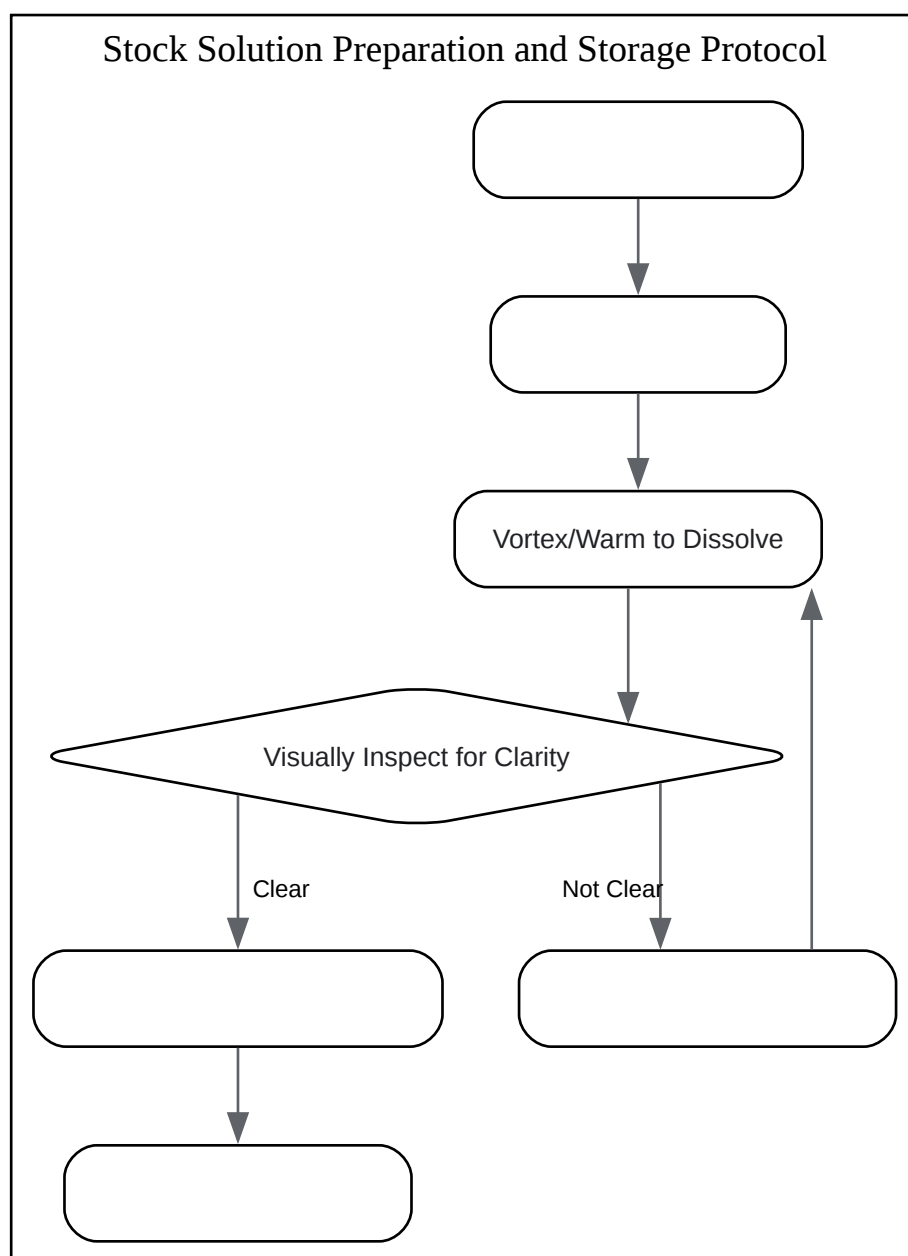 Stock Solution Preparation and Storage Protocol
Vortex/Warm to Dissolve
Visually Inspect for Clarity
Clear
Not Clear